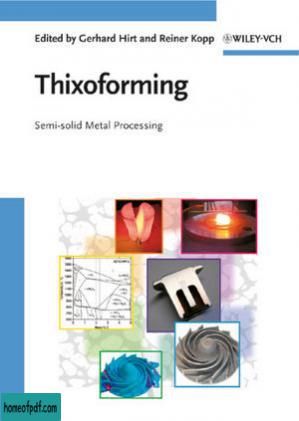 Edited by Gerhard Hirt and Reiner Kopp
WILEY-VCH
Thixoforming
Semi-solid Metal Processing
homeofpdf.com